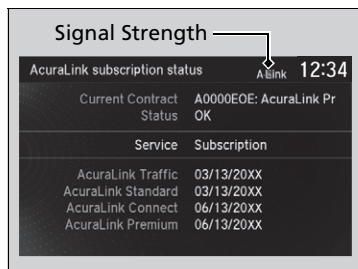 Signal Strength
AcuraLink subscription status ALink 12:34
Current Contract A0000EOE: AcuraLink Pr
Status OK
Service Subscription
AcuraLink Traffic 03/13/20XX
AcuraLink Standard 03/13/20XX
AcuraLink Connect 06/13/20XX
AcuraLink Premium 06/13/20XX